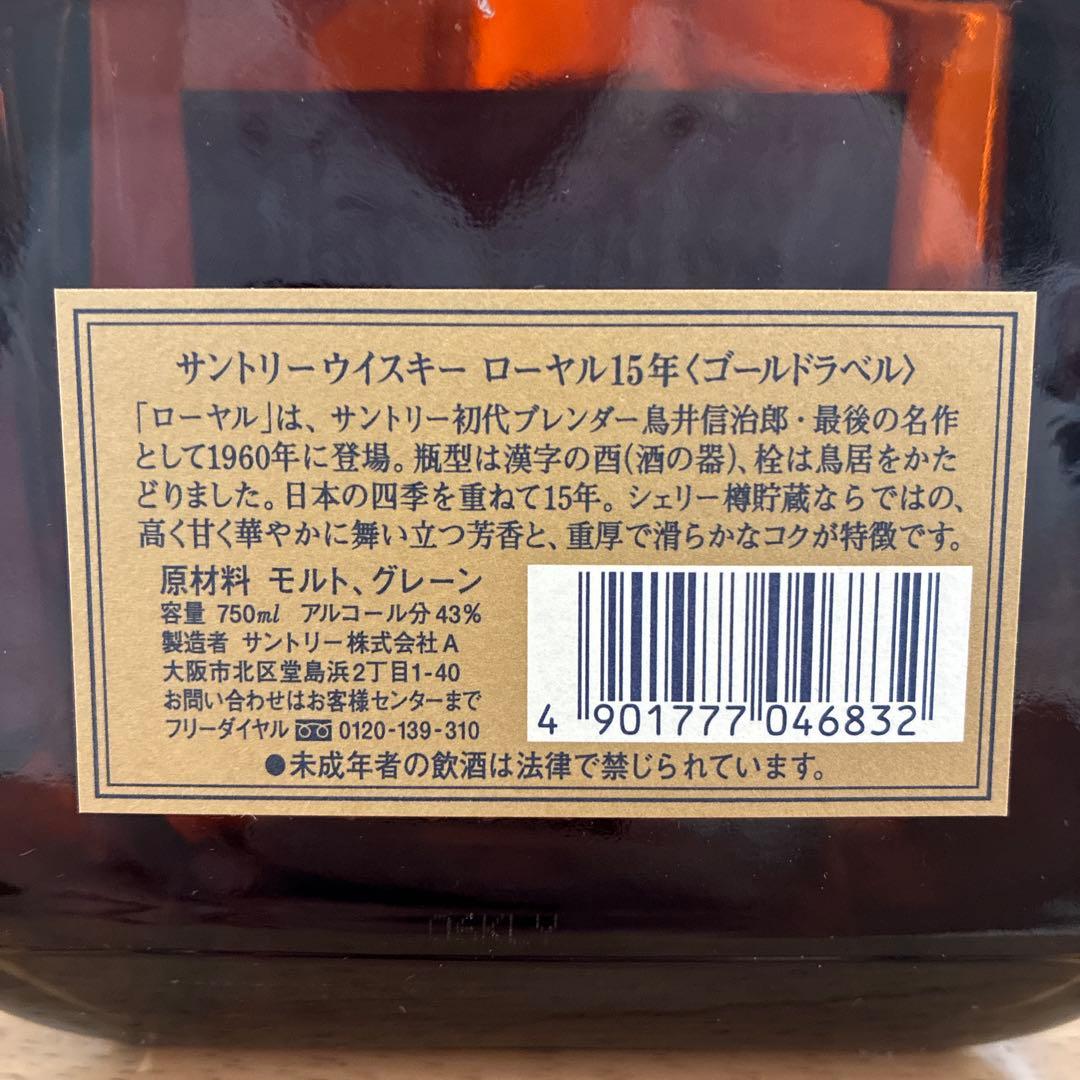 サントリーウイスキー ローヤル15年〈ゴールドラベル〉
「ローヤル」は、サントリー初代ブレンダー鳥井信治郎・最後の名作
として1960年に登場。瓶型は漢字の酉(酒の器)、栓は鳥居をかた
どりました。日本の四季を重ねて15年。シェリー樽貯蔵ならではの、
高く甘く華やかに舞い立つ芳香と、重厚で滑らかなコクが特徴です。
原材料 モルト、グレーン
容量 750ml アルコール分43%
製造者 サントリー株式会社A
大阪市北区堂島浜2丁目1-40
お問い合わせはお客様センターまで
フリーダイヤル 0120-139-310
4 901777 046832
●未成年者の飲酒は法律で禁じられています。